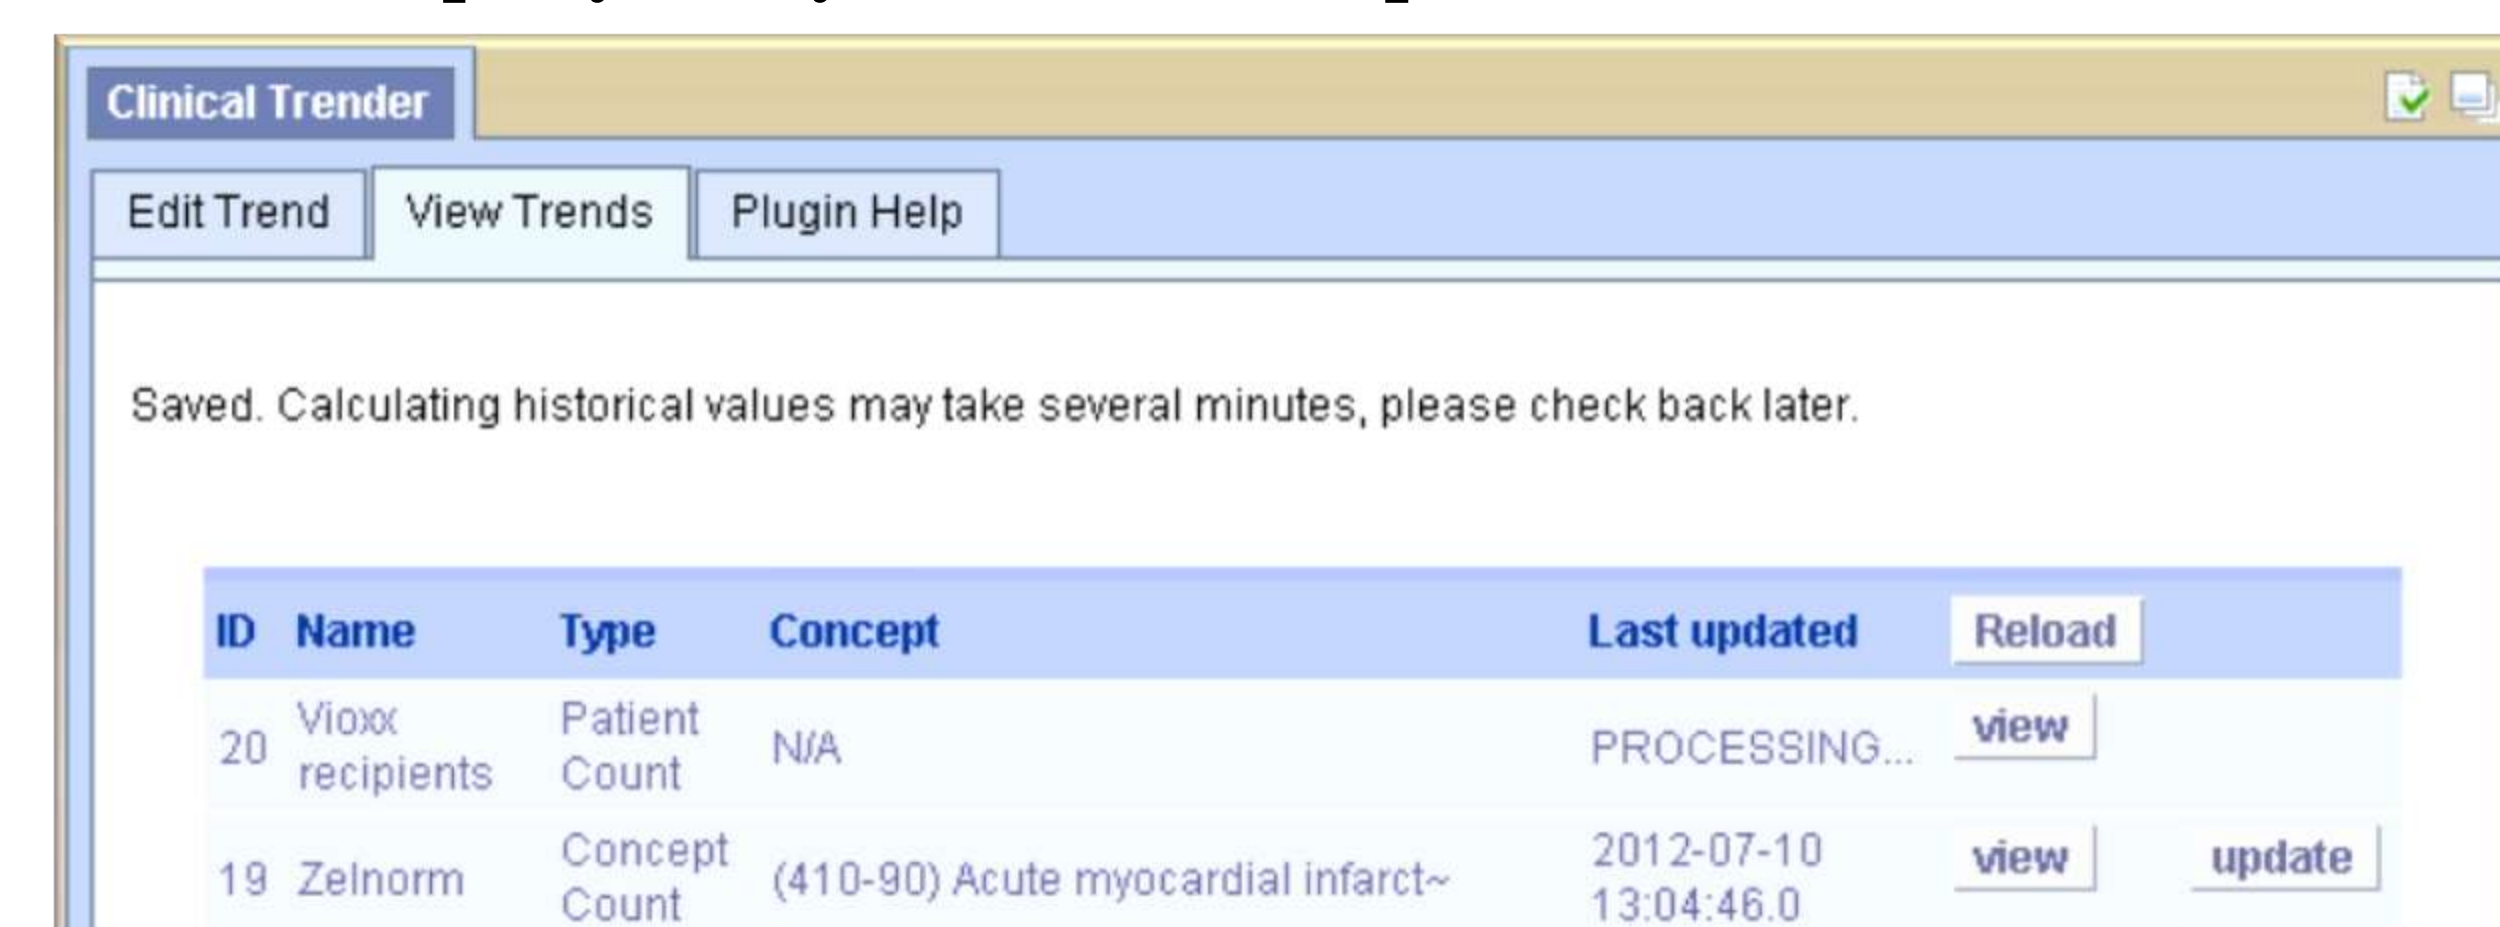 Clinical Trender
Edit Trend View Trends Plugin Help
Saved. Calculating historical values may take several minutes, please check back later.
ID Name Type Concept Last updated Reload
20 Vioxx recipients Patient Count N/A PROCESSING... view
19 Zelnorm Concept Count (410-90) Acute myocardial infarct~ 2012-07-10 13:04:46.0 view update